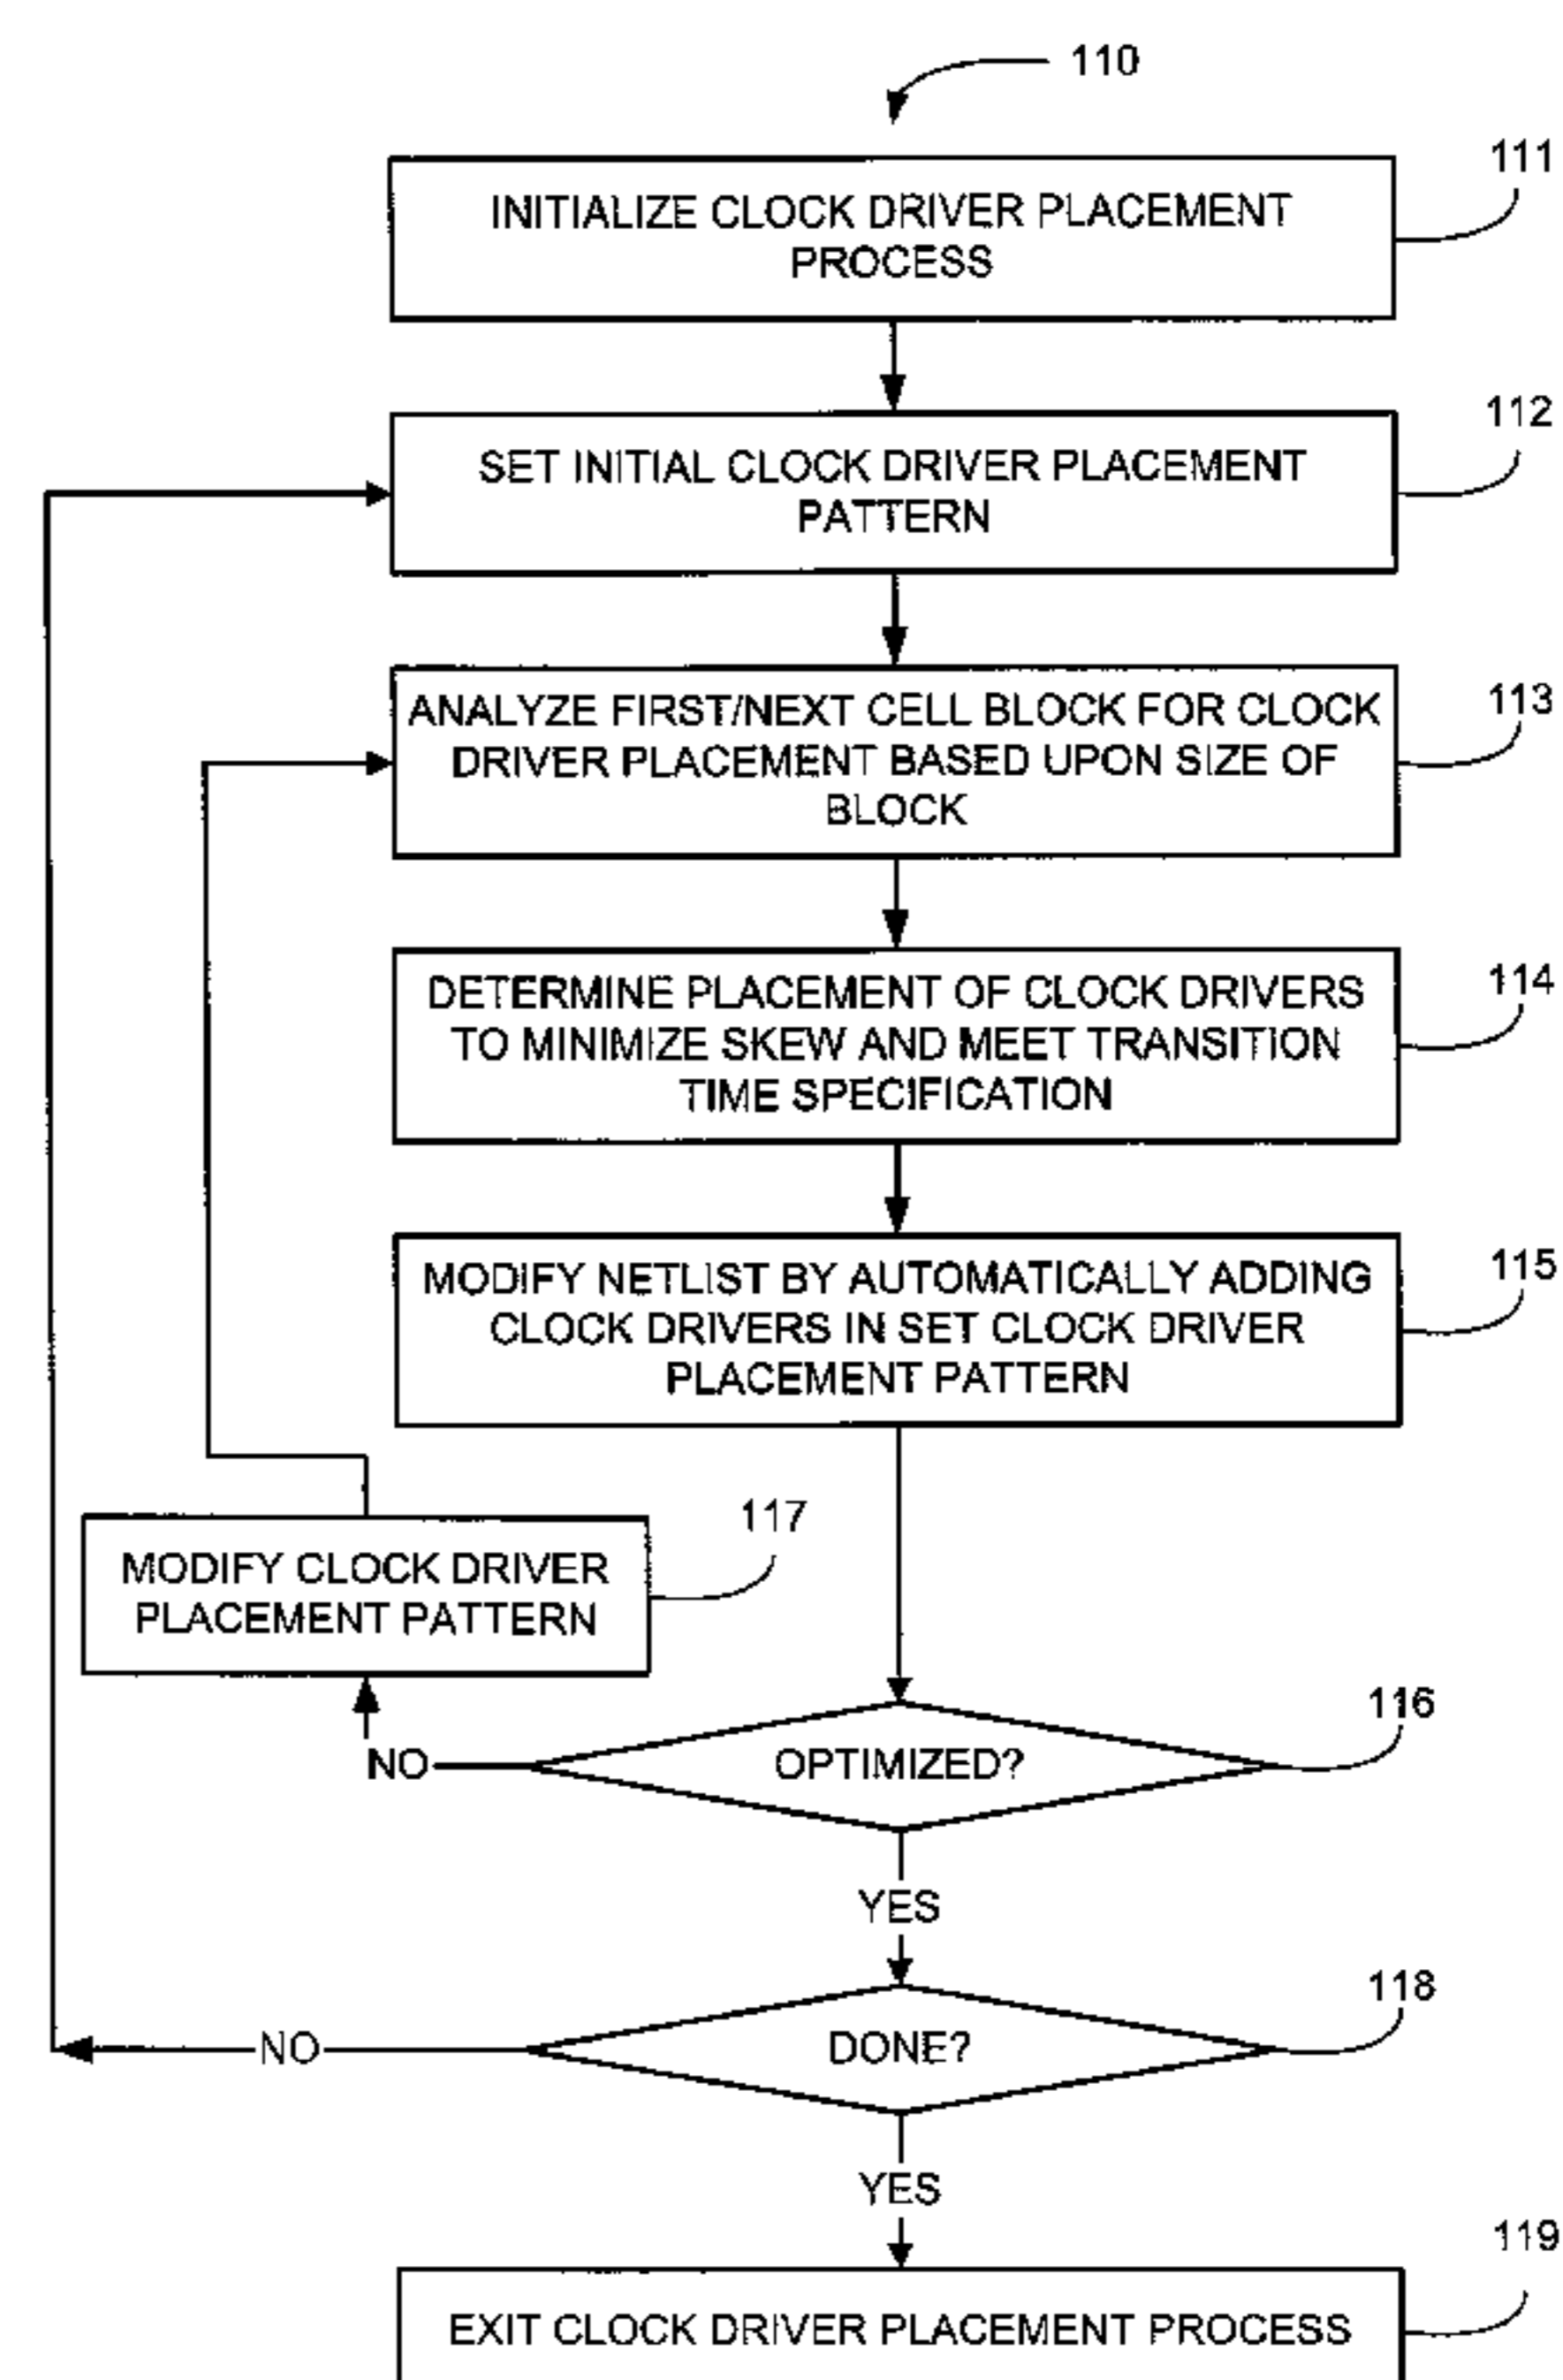 110
111
INITIALIZE CLOCK DRIVER PLACEMENT
PROCESS
112
SET INITIAL CLOCK DRIVER PLACEMENT
PATTERN
113
ANALYZE FIRST/NEXT CELL BLOCK FOR CLOCK
DRIVER PLACEMENT BASED UPON SIZE OF
BLOCK
114
DETERMINE PLACEMENT OF CLOCK DRIVERS
TO MINIMIZE SKEW AND MEET TRANSITION
TIME SPECIFICATION
115
MODIFY NETLIST BY AUTOMATICALLY ADDING
CLOCK DRIVERS IN SET CLOCK DRIVER
PLACEMENT PATTERN
117
MODIFY CLOCK DRIVER
PLACEMENT PATTERN
116
NO
OPTIMIZED?
YES
118
NO
DONE?
YES
119
EXIT CLOCK DRIVER PLACEMENT PROCESS